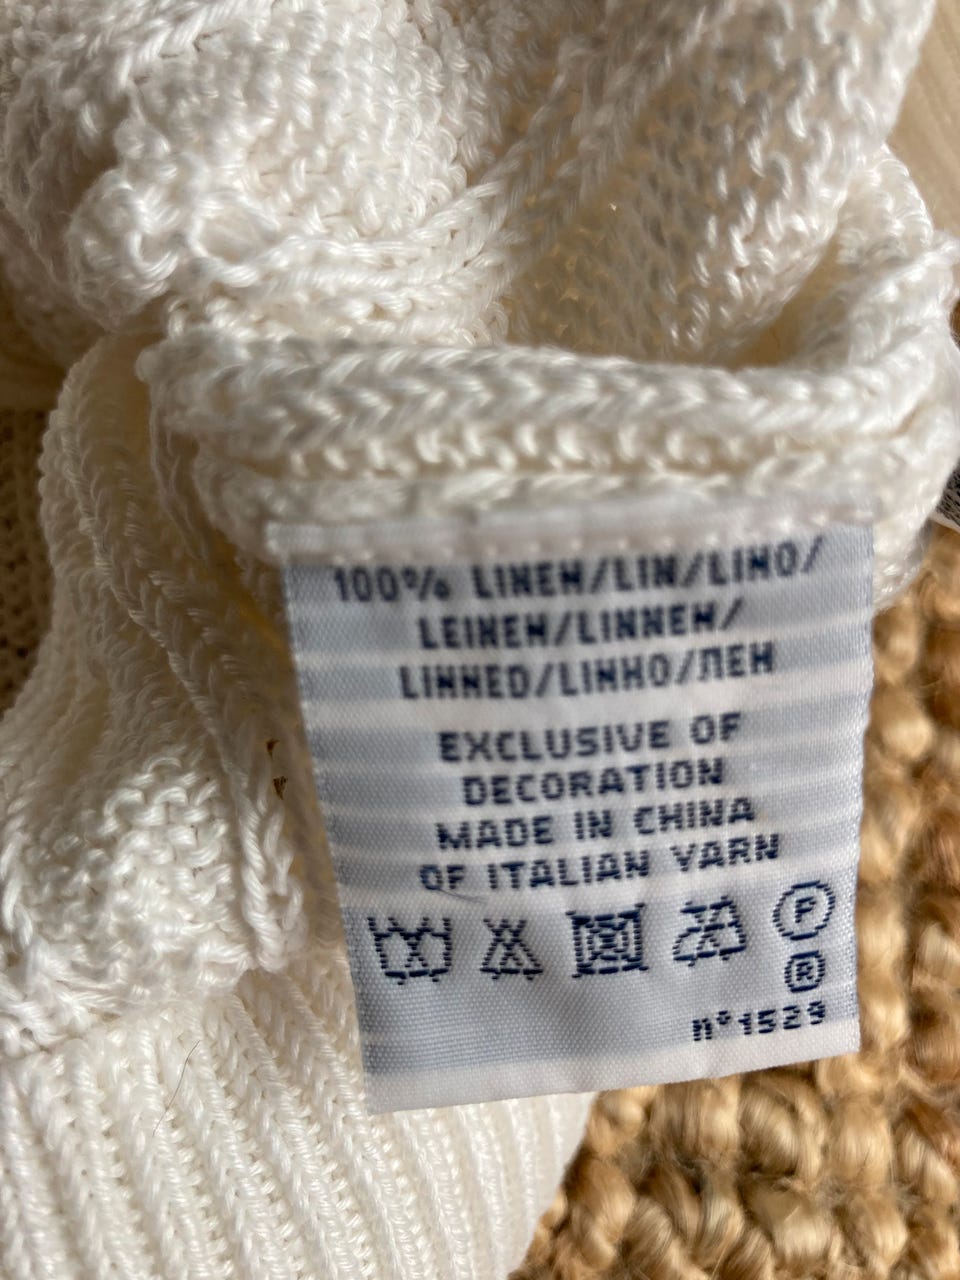 100% LINEN/LIN/LINO/
LEINEN/LINNEN/
LINNED/LINHO/ЛЕН
EXCLUSIVE OF
DECORATION
MADE IN CHINA
OF ITALIAN YARN
P
®
n°1529